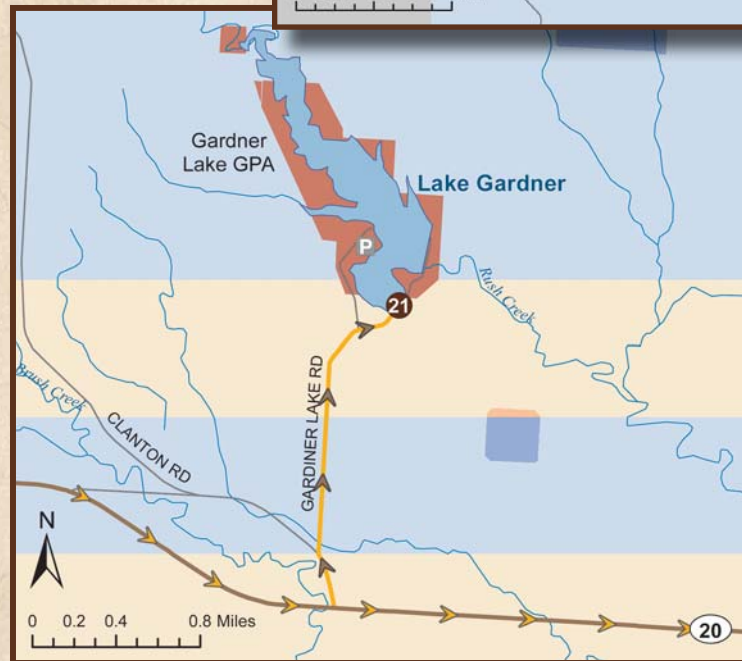 Gardner
Lake GPA
Lake Gardner
P
21
Rush Creek
GARDINER LAKE RD
Brush Creek
CLANTON RD
N
0 0.2 0.4 0.8 Miles
20